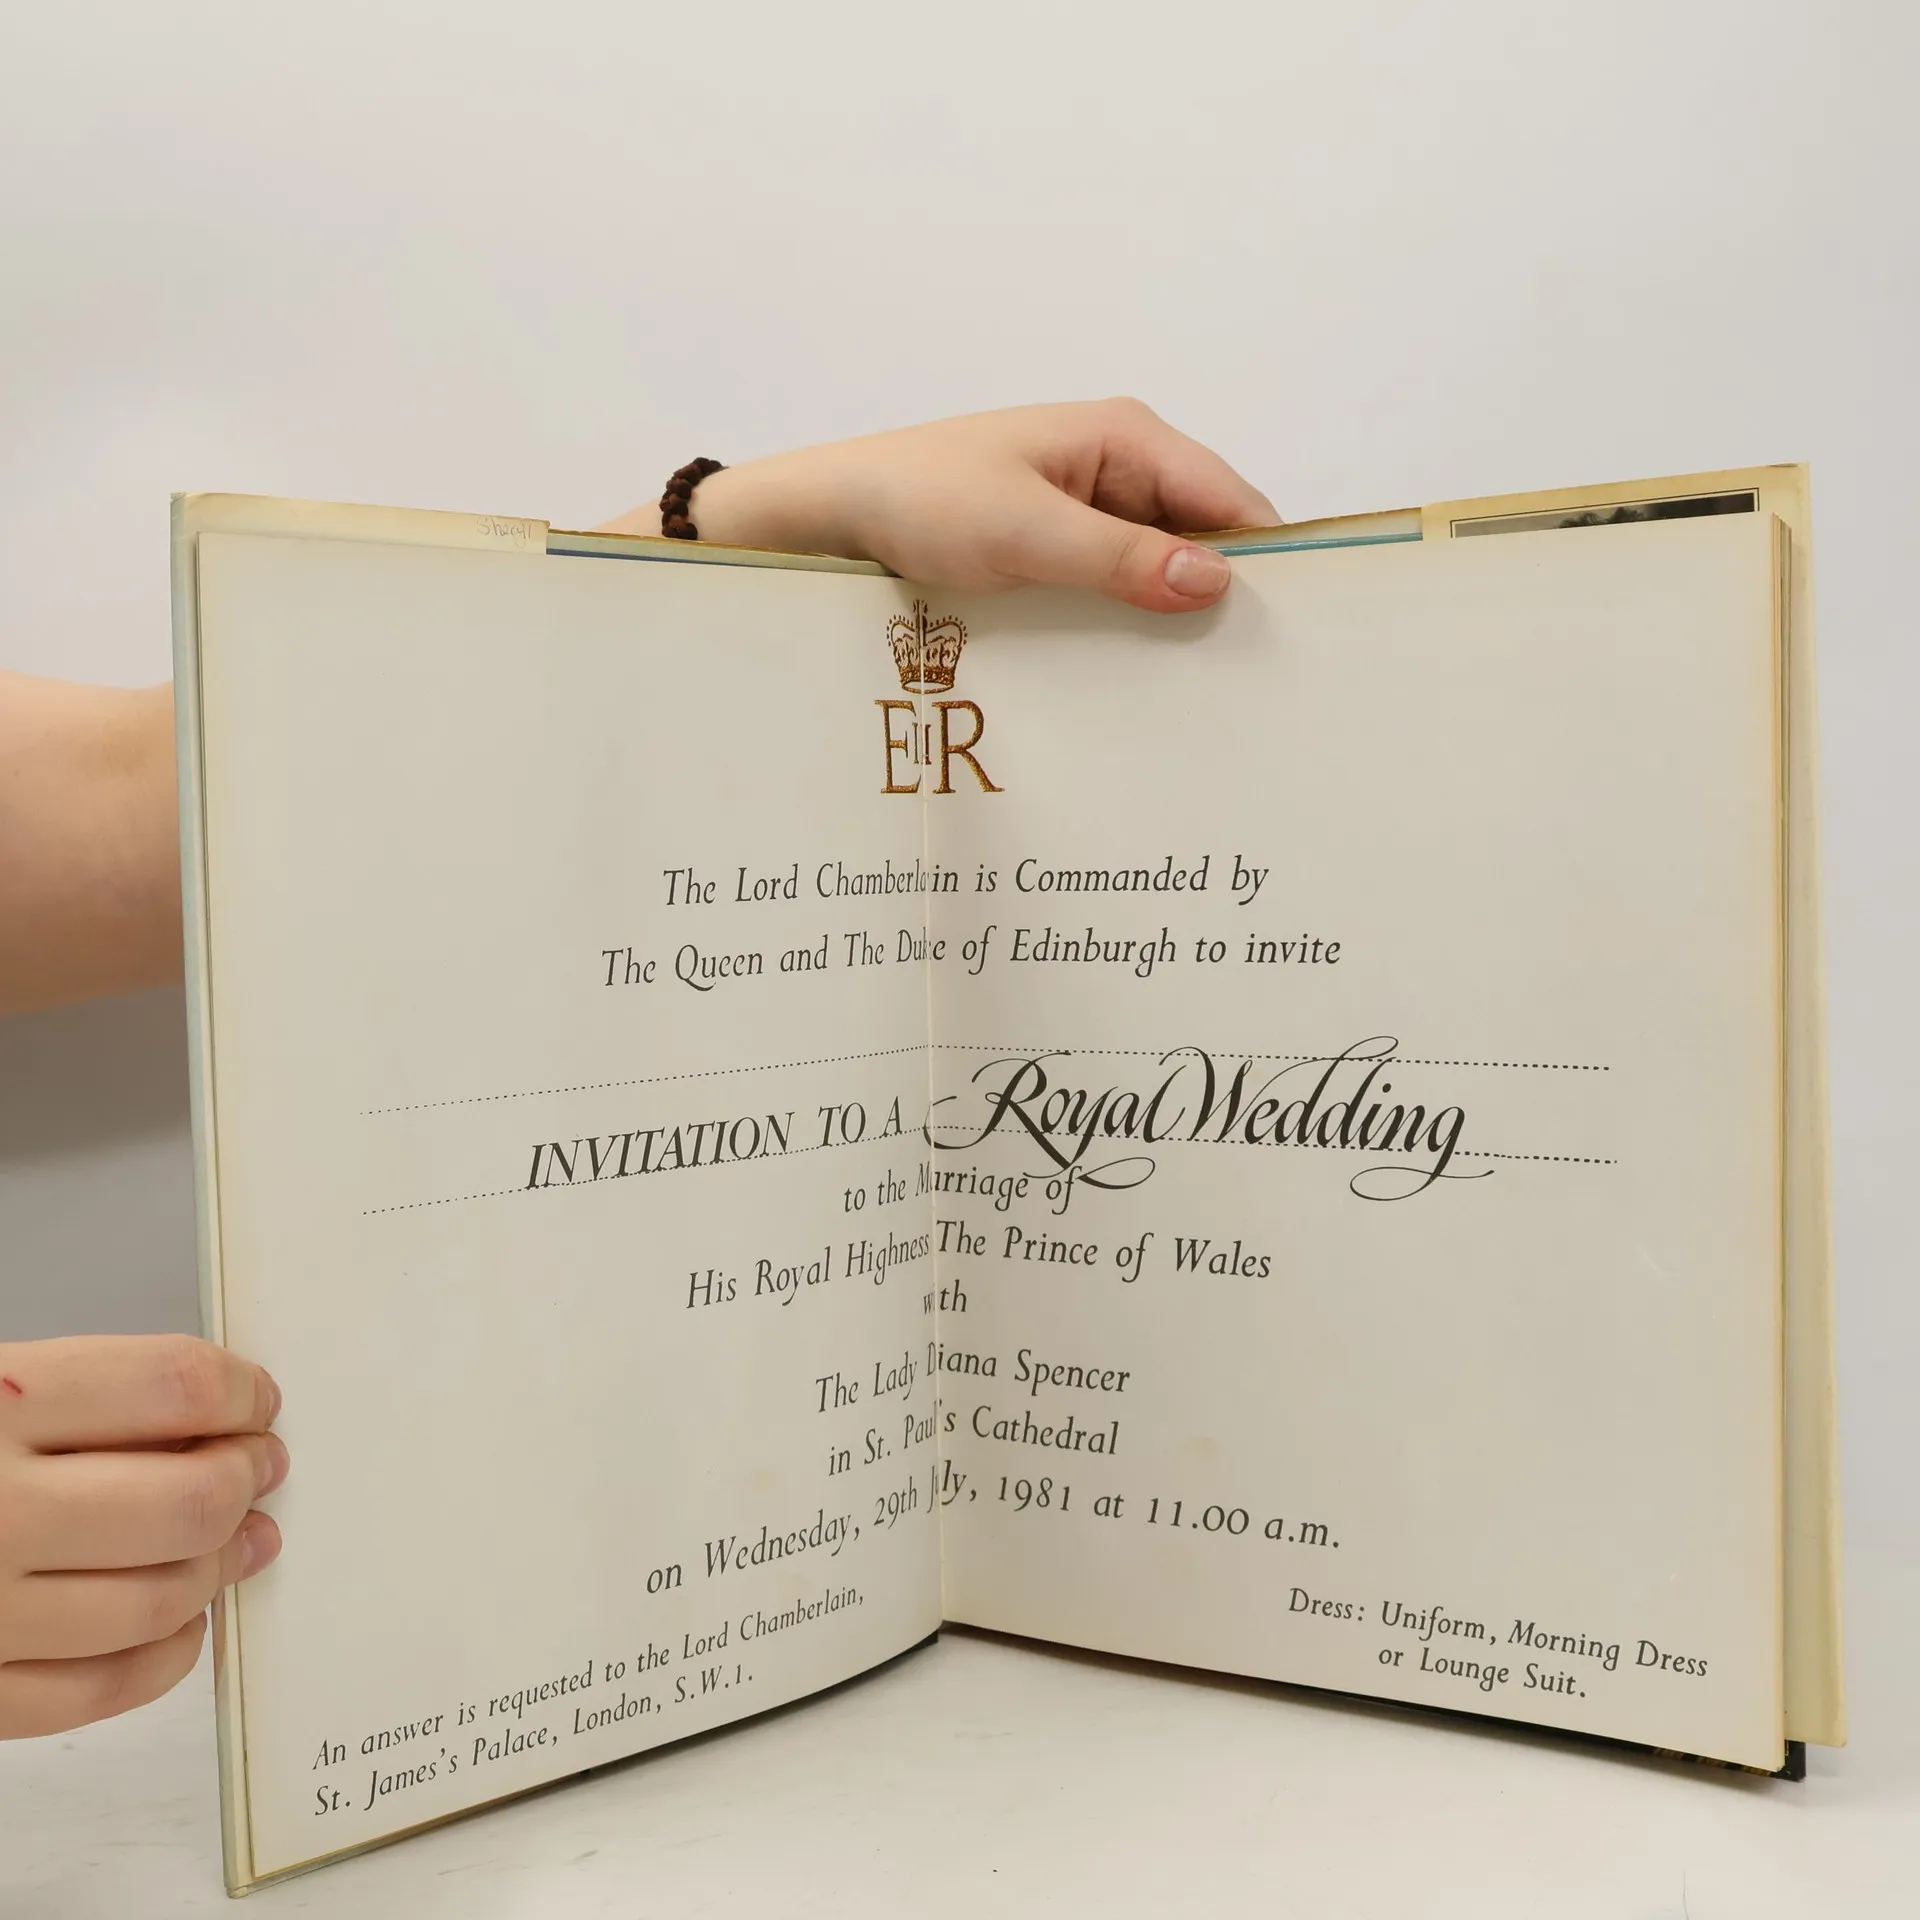 Sheryl
E II R
The Lord Chamberlain is Commanded by
The Queen and The Duke of Edinburgh to invite
INVITATION TO A Royal Wedding
to the Marriage of
His Royal Highness The Prince of Wales
with
The Lady Diana Spencer
in St. Paul's Cathedral
on Wednesday, 29th July, 1981 at 11.00 a.m.
An answer is requested to the Lord Chamberlain,
St. James's Palace, London, S.W.1.
Dress: Uniform, Morning Dress
or Lounge Suit.